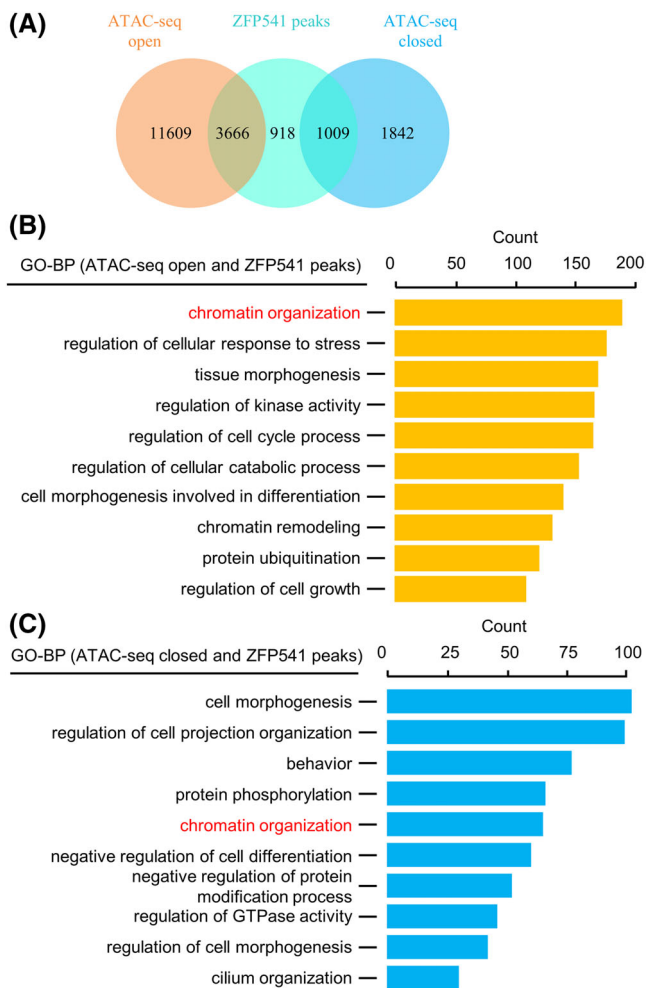 (A)
ATAC-seq
open
ZFP541 peaks
ATAC-seq
closed
11609
3666
918
1009
1842
(B)
Count
GO-BP (ATAC-seq open and ZFP541 peaks)
0 50 100 150 200
chromatin organization
regulation of cellular response to stress
tissue morphogenesis
regulation of kinase activity
regulation of cell cycle process
regulation of cellular catabolic process
cell morphogenesis involved in differentiation
chromatin remodeling
protein ubiquitination
regulation of cell growth
(C)
Count
GO-BP (ATAC-seq closed and ZFP541 peaks)
0 25 50 75 100
cell morphogenesis
regulation of cell projection organization
behavior
protein phosphorylation
chromatin organization
negative regulation of cell differentiation
negative regulation of protein
modification process
regulation of GTPase activity
regulation of cell morphogenesis
cilium organization